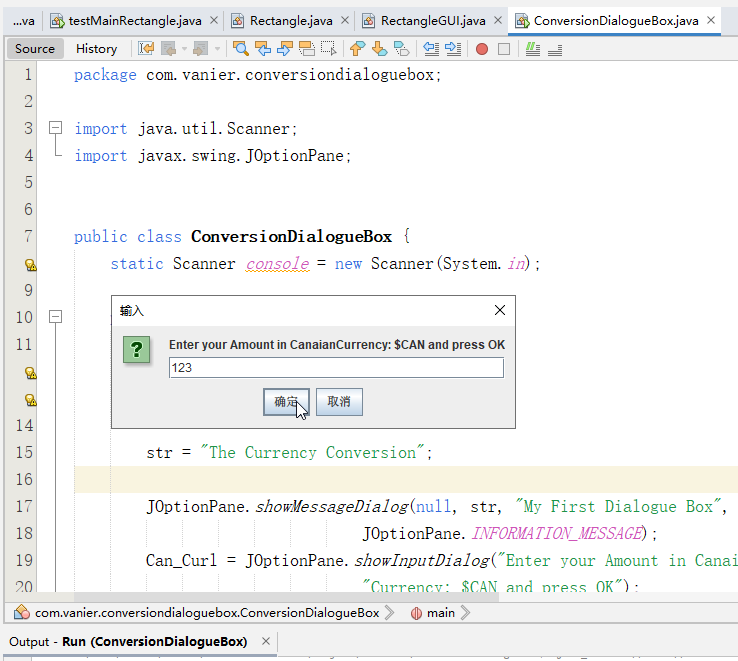 ...va testMainRectangle.java × Rectangle.java × RectangleGUI.java × ConversionDialogueBox.java ×
Source History
1 package com.vanier.conversiondialoguebox;
2
3 import java.util.Scanner;
4 import javax.swing.JOptionPane;
5
6
7 public class ConversionDialogueBox {
static Scanner console = new Scanner(System.in);
9
10
11
输入 ×
Enter your Amount in CanaianCurrency: $CAN and press OK
123
确定 取消
14
15 str = "The Currency Conversion";
16
17 JOptionPane.showMessageDialog(null, str, "My First Dialogue Box",
18 JOptionPane.INFORMATION_MESSAGE);
19 Can_Curl = JOptionPane.showInputDialog("Enter your Amount in Canai
20 "Currency: $CAN and press OK");
com.vanier.conversiondialoguebox.ConversionDialogueBox main
Output - Run (ConversionDialogueBox) ×